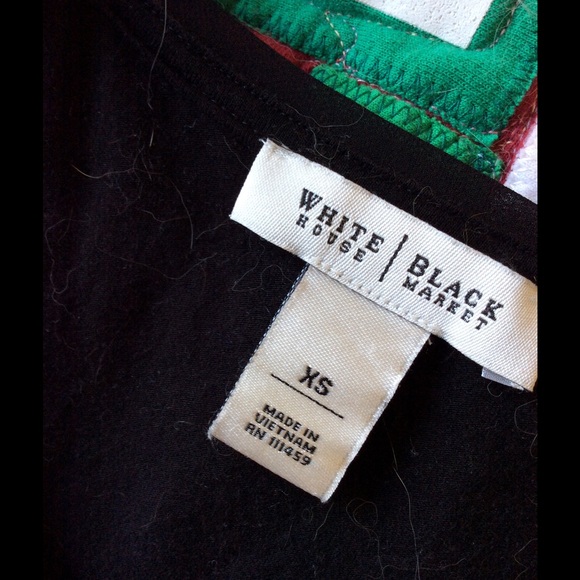 WHITE HOUSE | BLACK MARKET
XS
MADE IN
VIETNAM
RN 111459